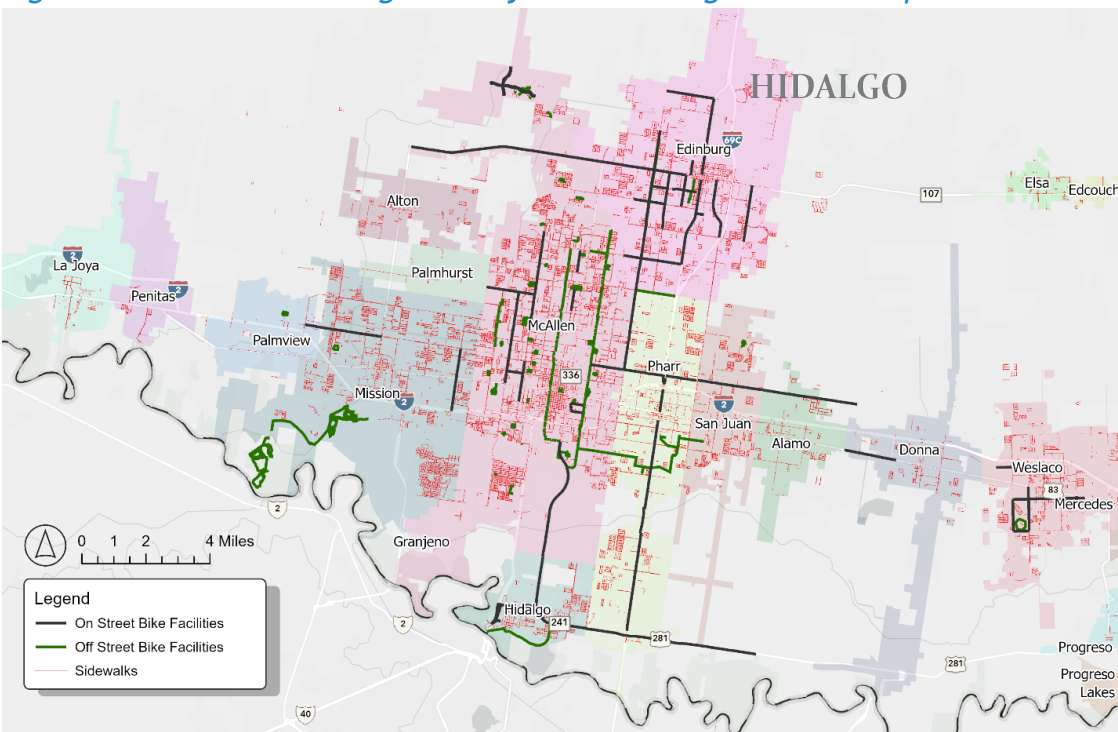 HIDALGO
69C
Edinburg
107
Elsa
Edcouch
Alton
2
La Joya
Palmhurst
2
Penitas
McAllen
Palmview
Pharr
336
Mission
2
2
San Juan
Alamo
Donna
Weslaco
83
Mercedes
2
Granjeno
0 1 2 4 Miles
Legend
On Street Bike Facilities
Off Street Bike Facilities
Sidewalks
Hidalgo
241
2
281
281
Progreso
Progreso
Lakes
40